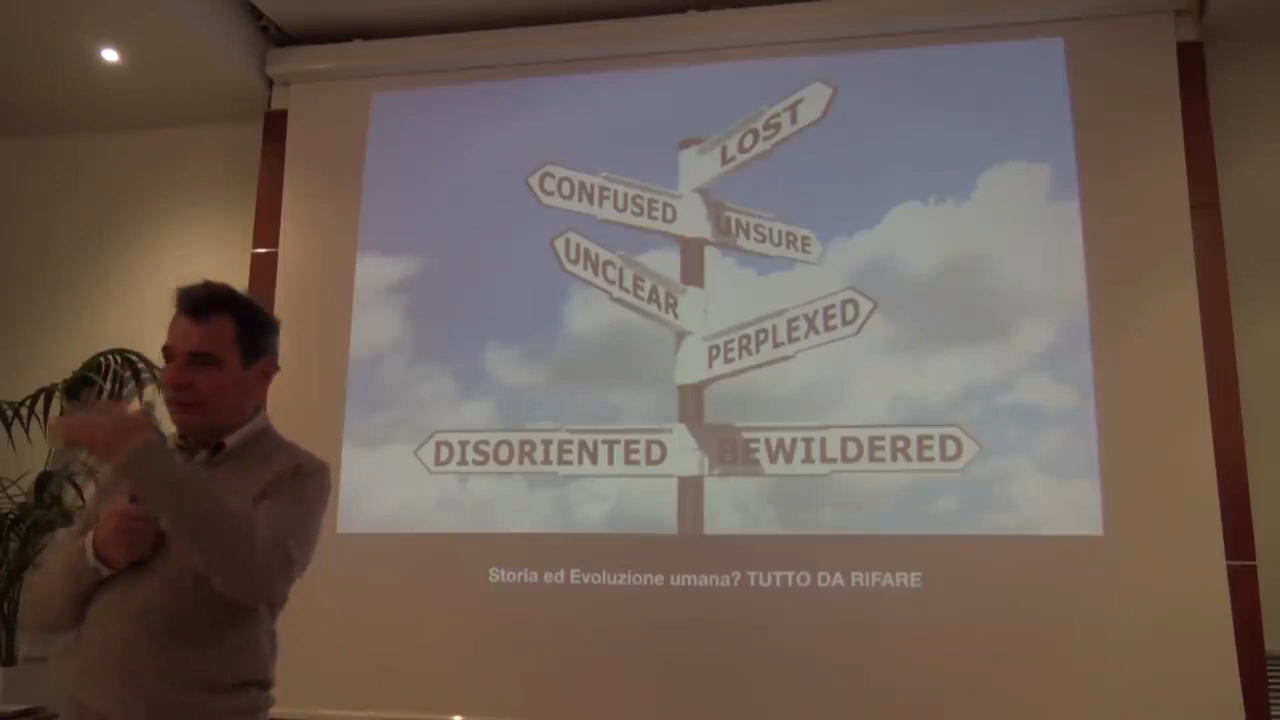 LOST
CONFUSED
UNSURE
UNCLEAR
PERPLEXED
DISORIENTED
BEWILDERED
Storia ed Evoluzione umana? TUTTO DA RIFARE